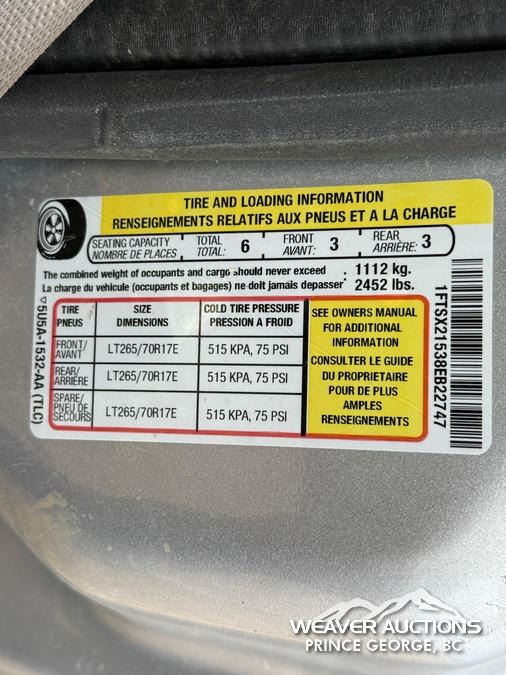 TIRE AND LOADING INFORMATION
RENSEIGNEMENTS RELATIFS AUX PNEUS ET A LA CHARGE
SEATING CAPACITY
NOMBRE DE PLACES
TOTAL
TOTAL: 6
FRONT
AVANT: 3
REAR
ARRIÈRE: 3
The combined weight of occupants and cargo should never exceed : 1112 kg.
La charge du véhicule (occupants et bagages) ne doit jamais depasser : 2452 lbs.
TIRE
PNEUS
SIZE
DIMENSIONS
COLD TIRE PRESSURE
PRESSION A FROID
FRONT/
AVANT
LT265/70R17E
515 KPA, 75 PSI
REAR/
ARRIÈRE
LT265/70R17E
515 KPA, 75 PSI
SPARE/
PNEU DE
SECOURS
LT265/70R17E
515 KPA, 75 PSI
SEE OWNERS MANUAL
FOR ADDITIONAL
INFORMATION
CONSULTER LE GUIDE
DU PROPRIETAIRE
POUR DE PLUS
AMPLES
RENSEIGNEMENTS
5U5A-1532-AA (TLC)
1FTSX21538EB22747
WEAVER AUCTIONS
PRINCE GEORGE, BC